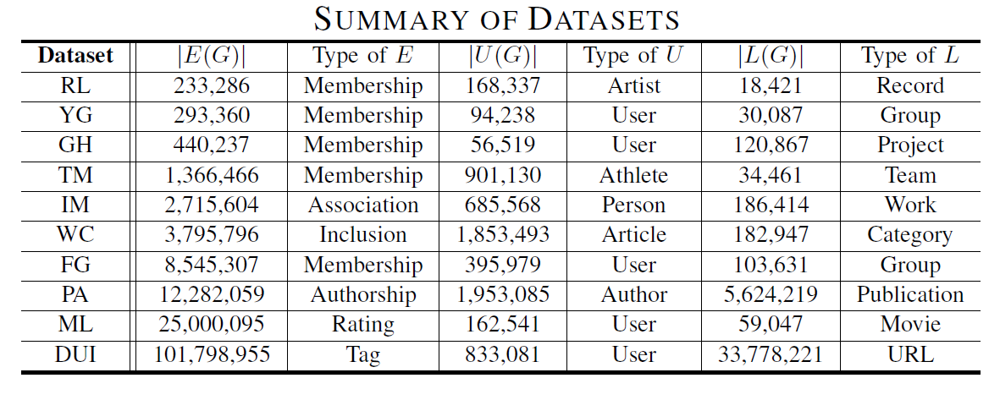 SUMMARY OF DATASETS
Dataset |E(G)| Type of E |U(G)| Type of U |L(G)| Type of L
RL 233,286 Membership 168,337 Artist 18,421 Record
YG 293,360 Membership 94,238 User 30,087 Group
GH 440,237 Membership 56,519 User 120,867 Project
TM 1,366,466 Membership 901,130 Athlete 34,461 Team
IM 2,715,604 Association 685,568 Person 186,414 Work
WC 3,795,796 Inclusion 1,853,493 Article 182,947 Category
FG 8,545,307 Membership 395,979 User 103,631 Group
PA 12,282,059 Authorship 1,953,085 Author 5,624,219 Publication
ML 25,000,095 Rating 162,541 User 59,047 Movie
DUI 101,798,955 Tag 833,081 User 33,778,221 URL